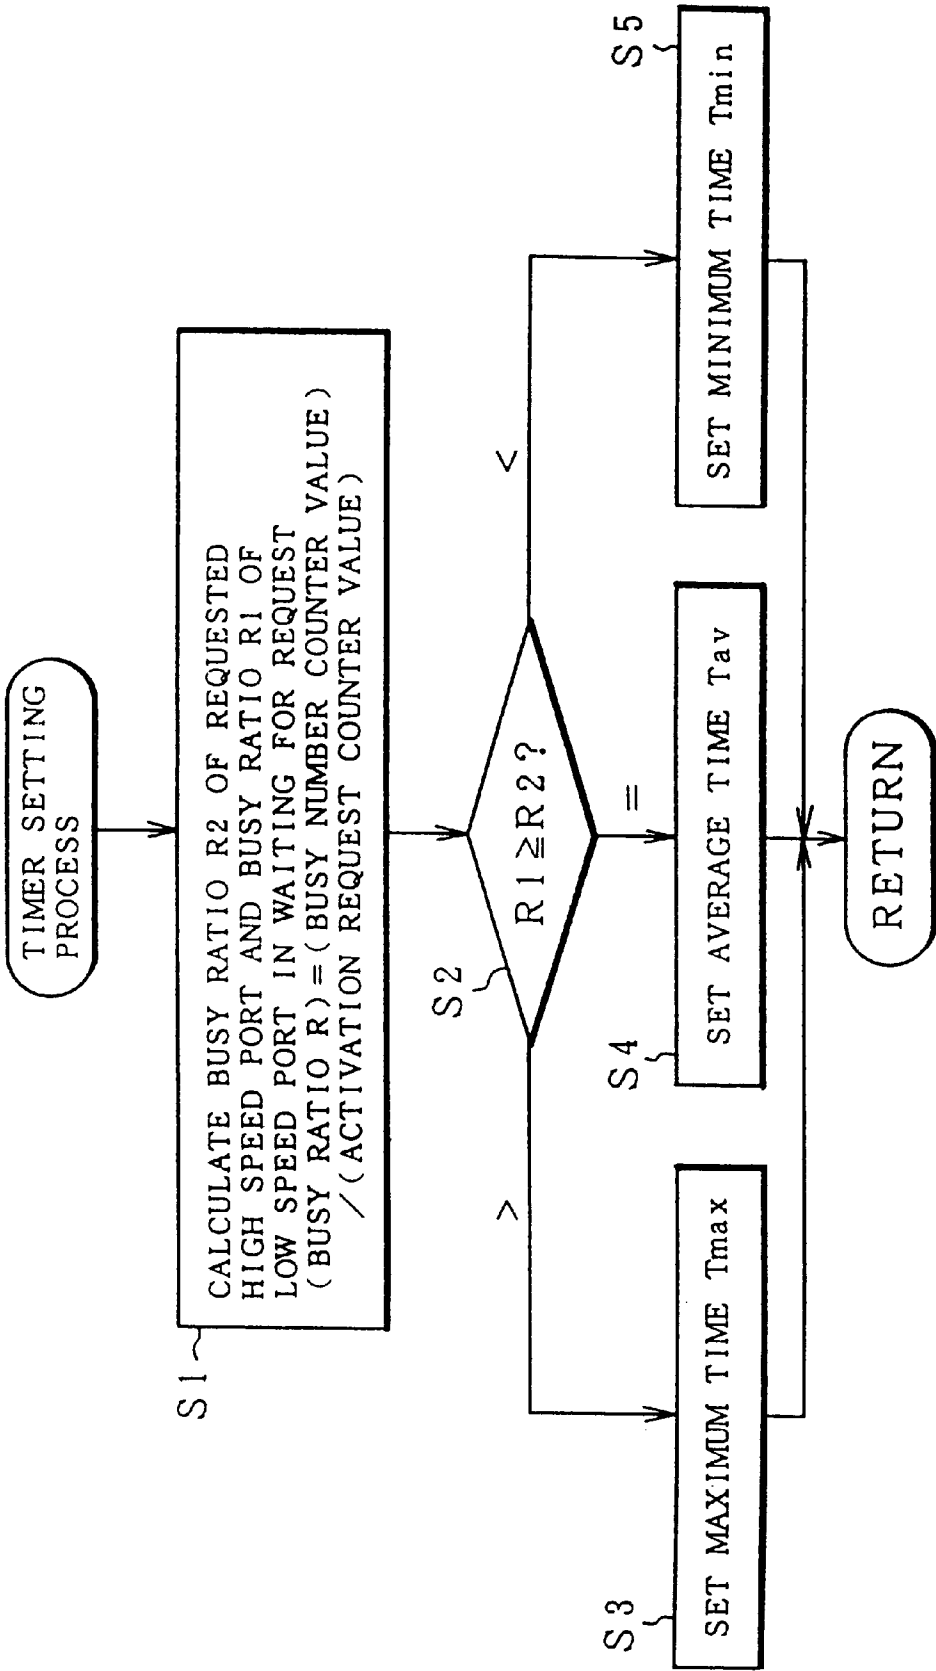 TIMER SETTING
PROCESS
S1
CALCULATE BUSY RATIO R2 OF REQUESTED
HIGH SPEED PORT AND BUSY RATIO R1 OF
LOW SPEED PORT IN WAITING FOR REQUEST
(BUSY RATIO R)=(BUSY NUMBER COUNTER VALUE)
/(ACTIVATION REQUEST COUNTER VALUE)
S2
R1≧R2?
>
=
<
S3
SET MAXIMUM TIME Tmax
S4
SET AVERAGE TIME Tav
S5
SET MINIMUM TIME Tmin
RETURN